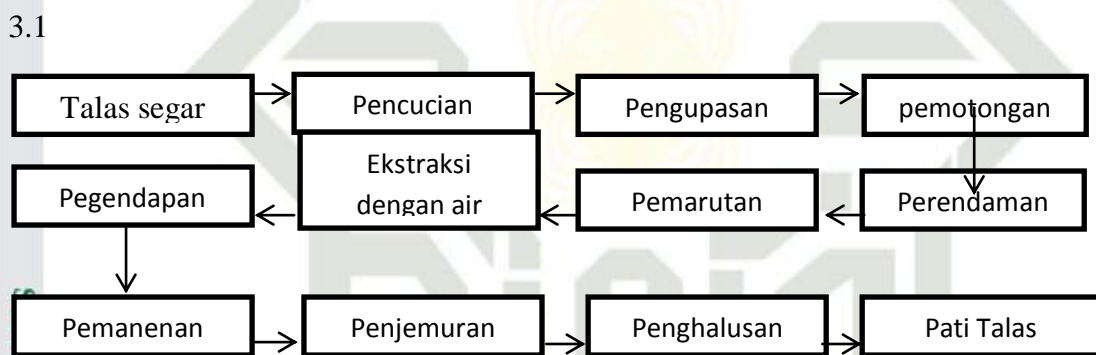 3.1
Talas segar
Pencucian
Pengupasan
pemotongan
Perendaman
Pemarutan
Ekstraksi
dengan air
Pegendapan
Pemanenan
Penjemuran
Penghalusan
Pati Talas